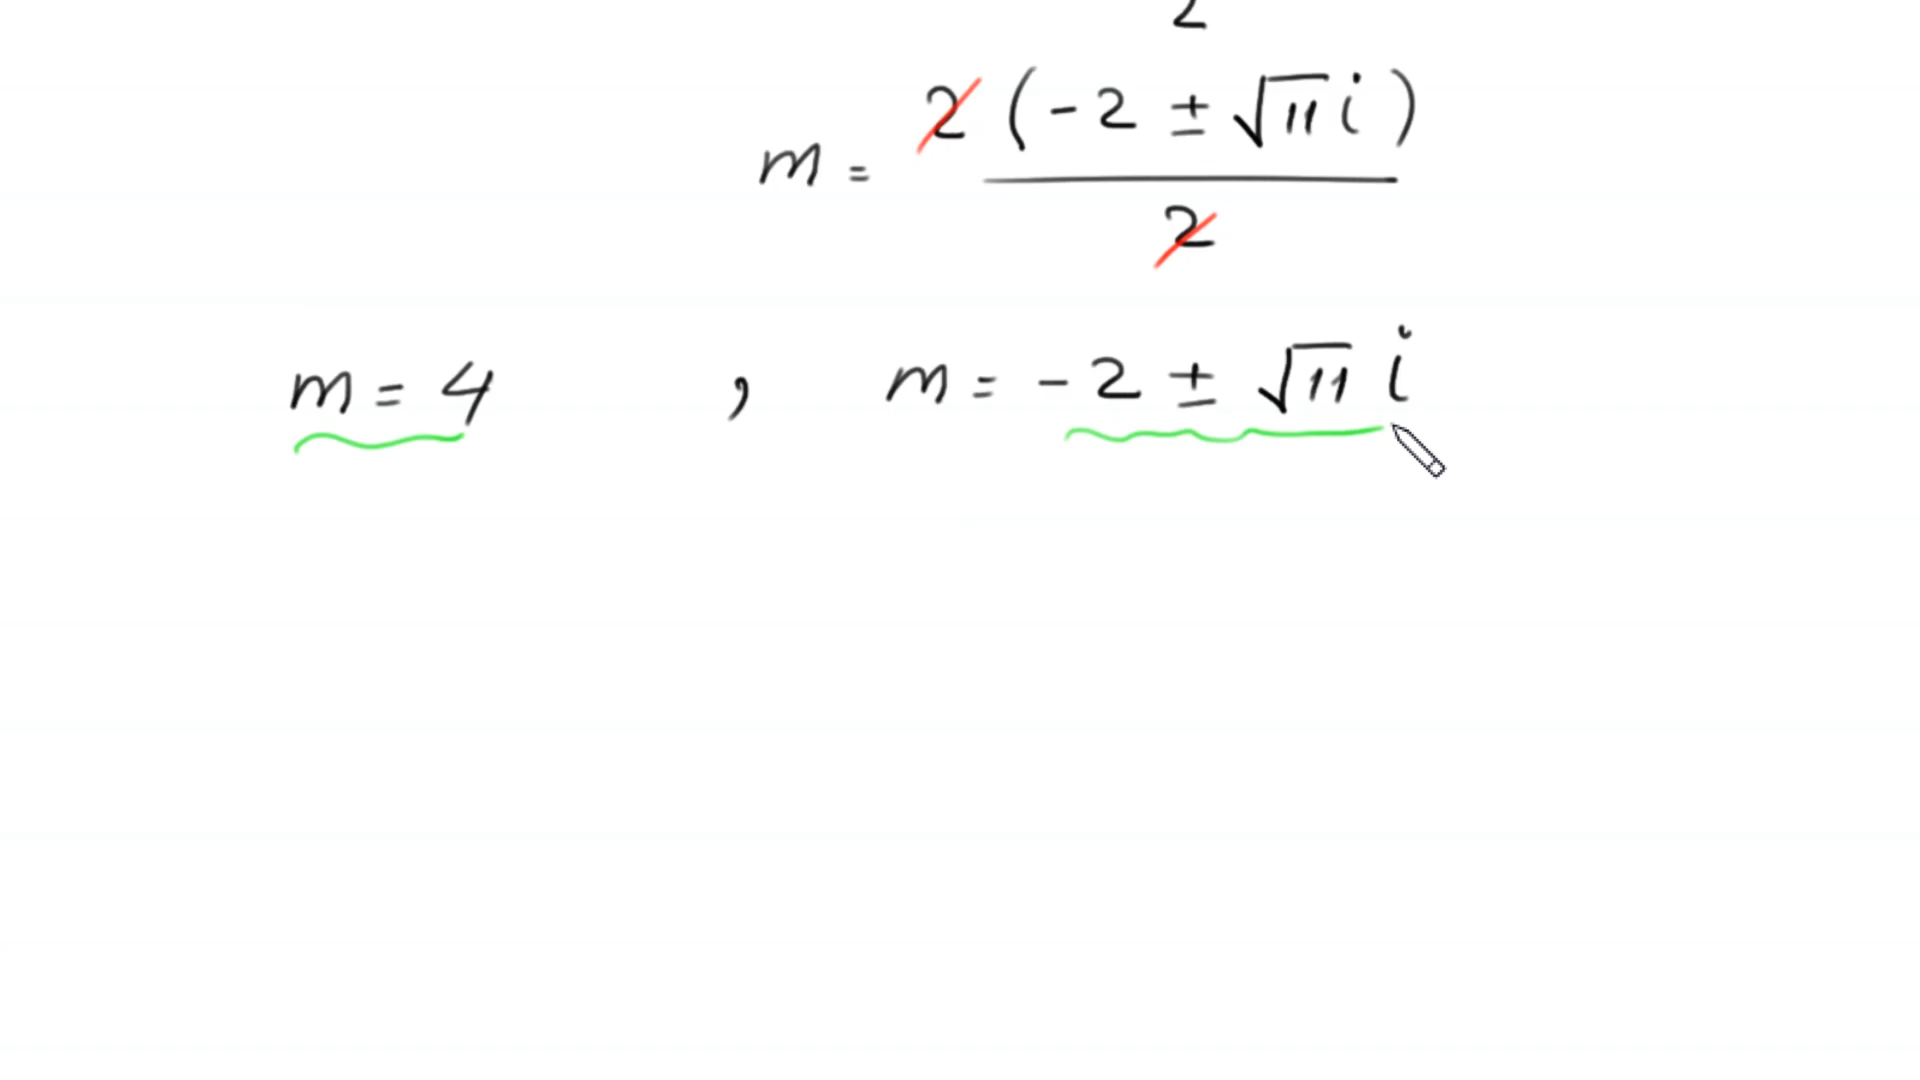 2
m = 2 (-2 ± √11 i)
2
m = 4 , m = -2 ± √11 i